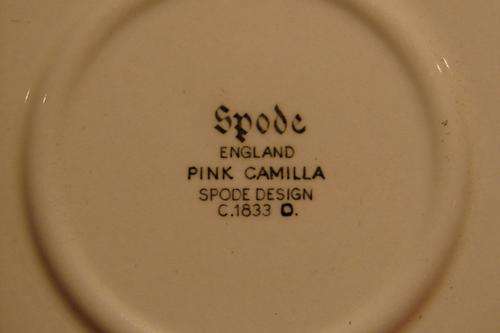 Spode
ENGLAND
PINK CAMILLA
SPODE DESIGN
C.1833 O.